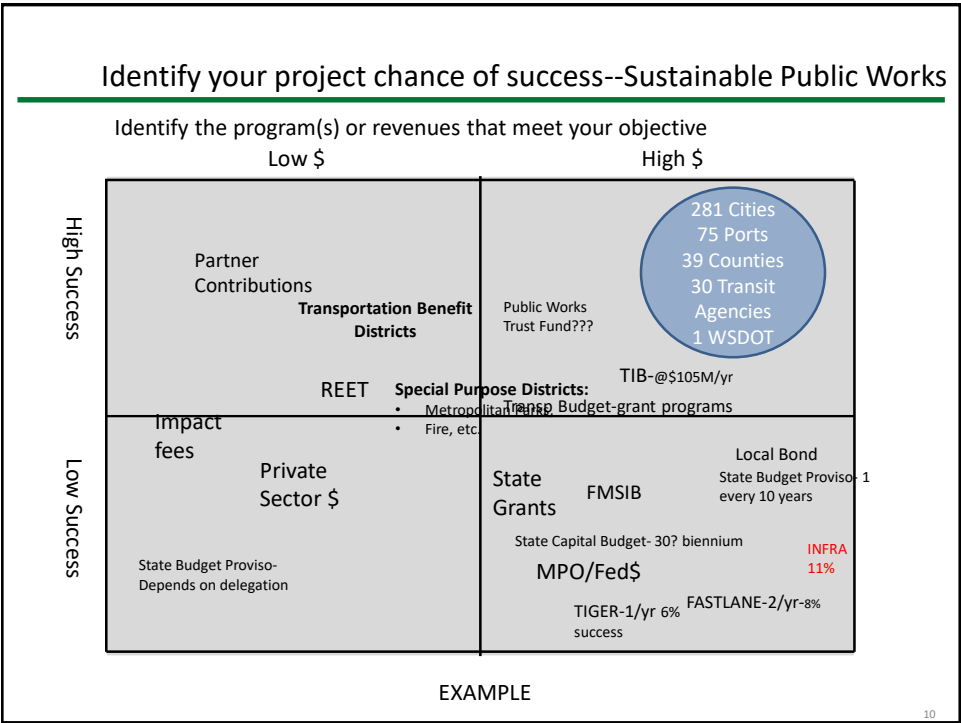 Identify your project chance of success--Sustainable Public Works
Identify the program(s) or revenues that meet your objective
Low $
High $
High Success
Low Success
Partner
Contributions
Transportation Benefit
Districts
REET
Special Purpose Districts:
• Metropolitan Parks,
• Fire, etc.
281 Cities
75 Ports
39 Counties
30 Transit
Agencies
1 WSDOT
Public Works
Trust Fund???
TIB-@$105M/yr
Transp Budget-grant programs
Impact
fees
Private
Sector $
State Budget Proviso-
Depends on delegation
Local Bond
State Budget Proviso- 1
every 10 years
State
Grants
FMSIB
State Capital Budget- 30? biennium
INFRA
11%
MPO/Fed$
TIGER-1/yr 6%
success
FASTLANE-2/yr-8%
EXAMPLE
10